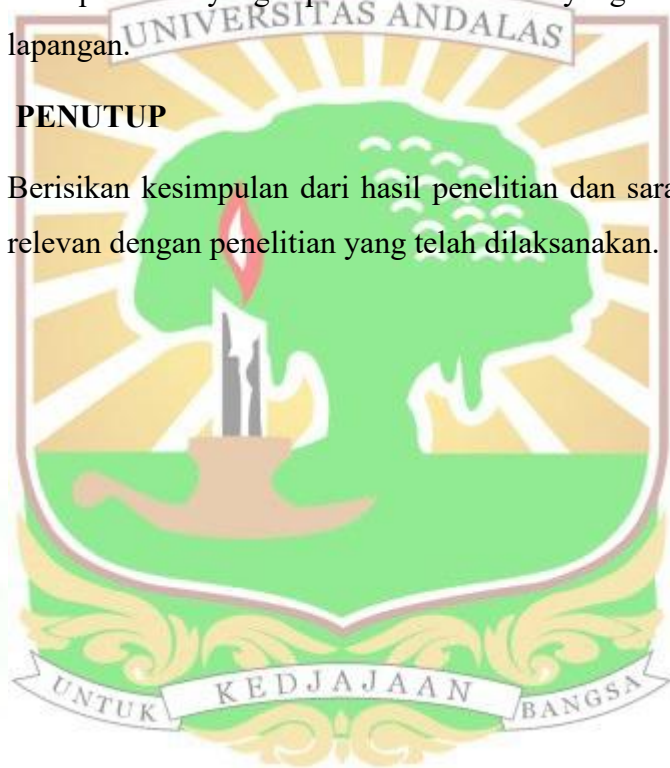 UNIVERSITAS ANDALAS
lapangan.
PENUTUP
Berisikan kesimpulan dari hasil penelitian dan
relevan dengan penelitian yang telah dilaksanakan.
UNTUK KEDJAJAAN BANGSA